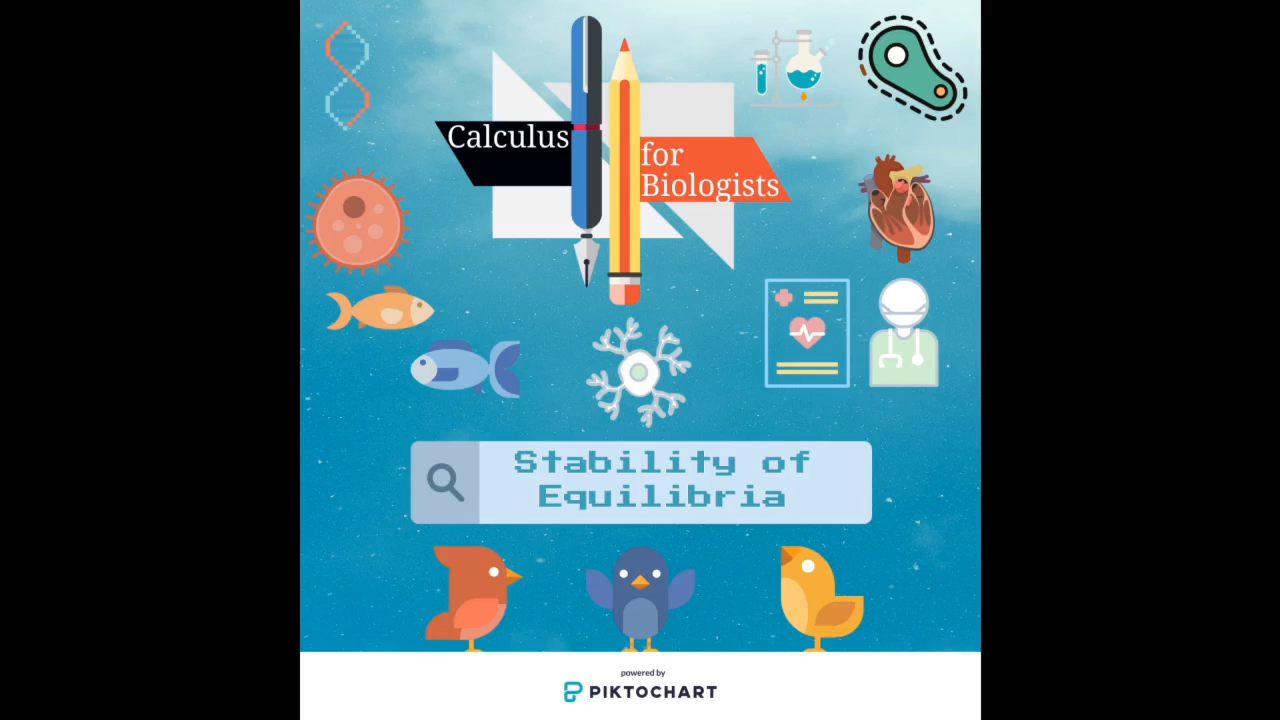 Calculus
for
Biologists
Stability of
Equilibria
powered by
PIKTOCHART